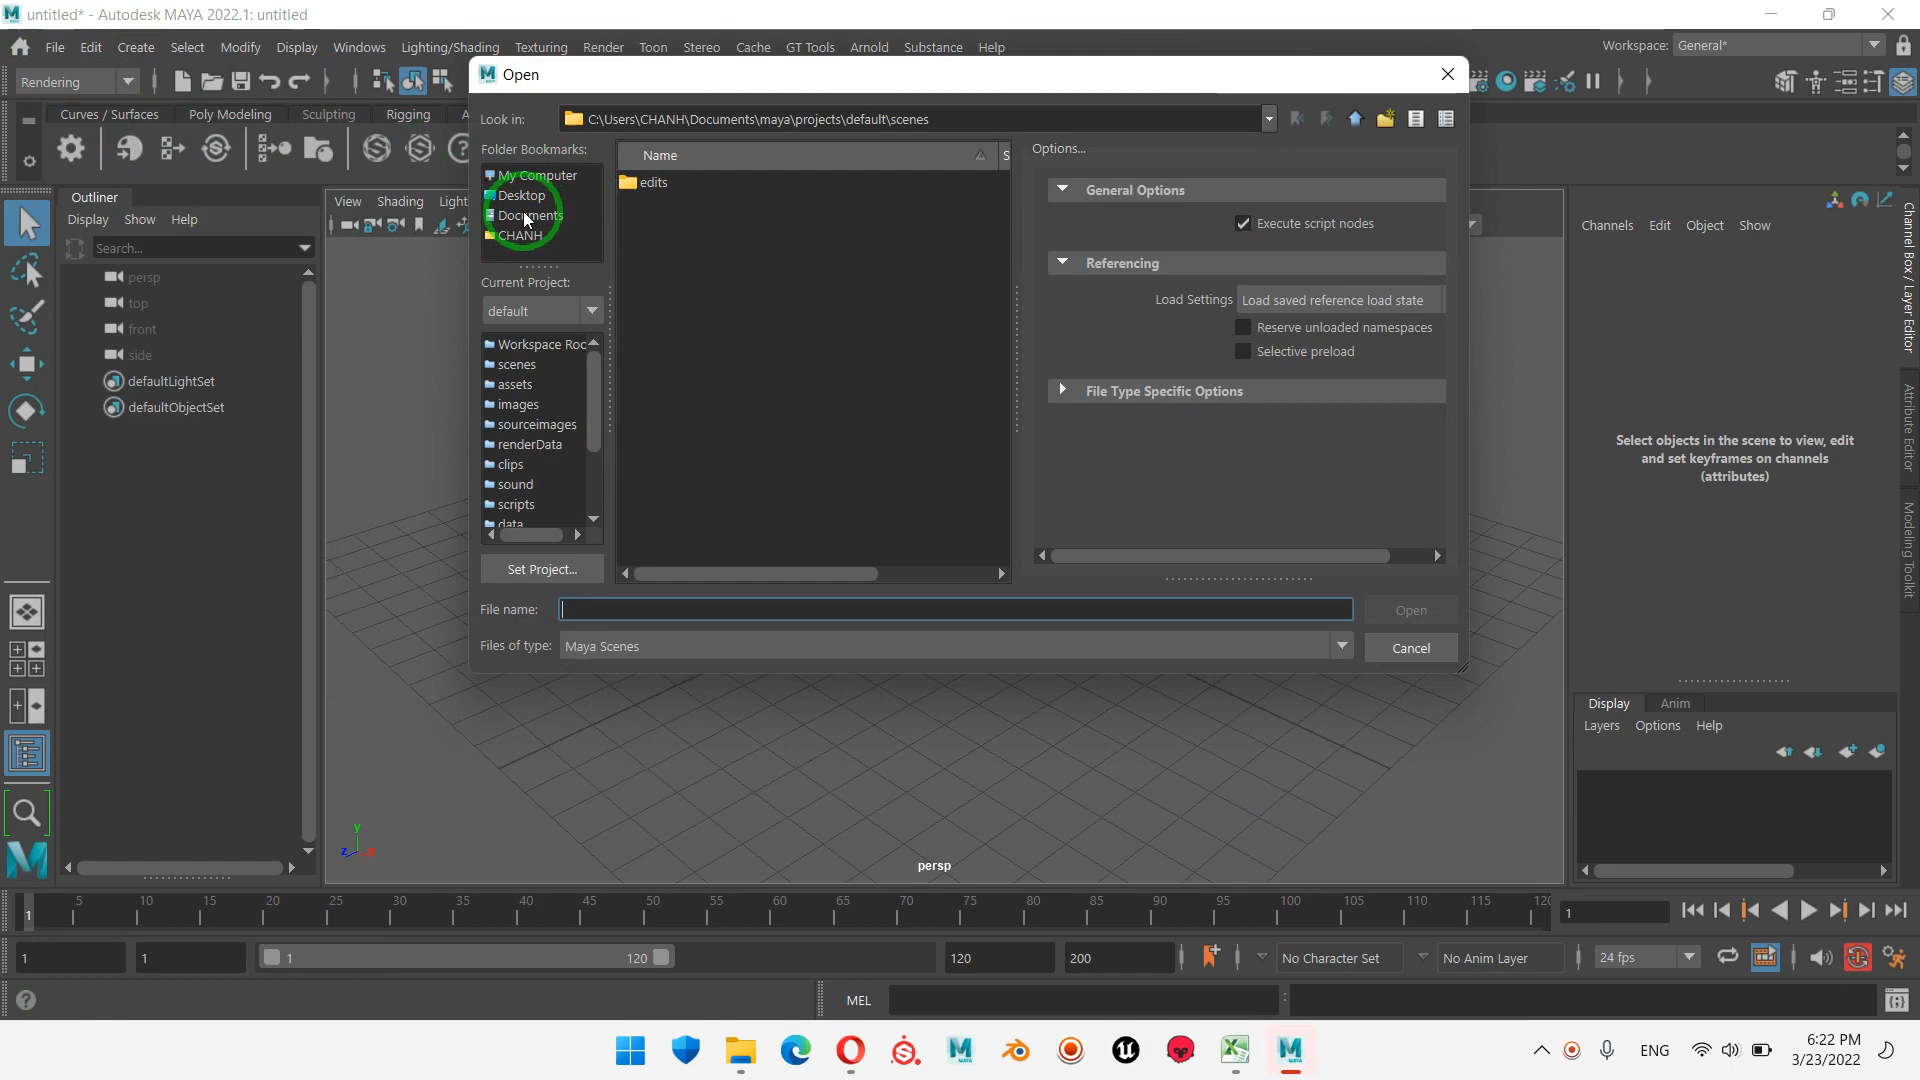 untitled* - Autodesk MAYA 2022.1: untitled
File Edit Create Select Modify Display Windows Lighting/Shading Texturing Render Toon Stereo Cache GT Tools Arnold Substance Help
Workspace: General*
Rendering
Open
Curves / Surfaces Poly Modeling Sculpting Rigging
Look in: C:\Users\CHANH\Documents\maya\projects\default\scenes
Folder Bookmarks:
My Computer
Desktop
Documents
CHANH
Name S
edits
Options...
General Options
Execute script nodes
Referencing
Load Settings Load saved reference load state
Reserve unloaded namespaces
Selective preload
File Type Specific Options
Current Project:
default
Workspace Roo
scenes
assets
images
sourceimages
renderData
clips
sound
scripts
data
Set Project...
File name:
Open
Files of type: Maya Scenes
Cancel
Outliner
Display Show Help
Search...
persp
top
front
side
defaultLightSet
defaultObjectSet
View Shading Light
Channels Edit Object Show
Select objects in the scene to view, edit
and set keyframes on channels
(attributes)
Channel Box / Layer Editor
Attribute Editor
Modeling Toolkit
Display Anim
Layers Options Help
y
z x
persp
1 5 10 15 20 25 30 35 40 45 50 55 60 65 70 75 80 85 90 95 100 105 110 115 120
1
1 1 1 120 120 200 No Character Set No Anim Layer 24 fps
MEL
ENG
6:22 PM
3/23/2022